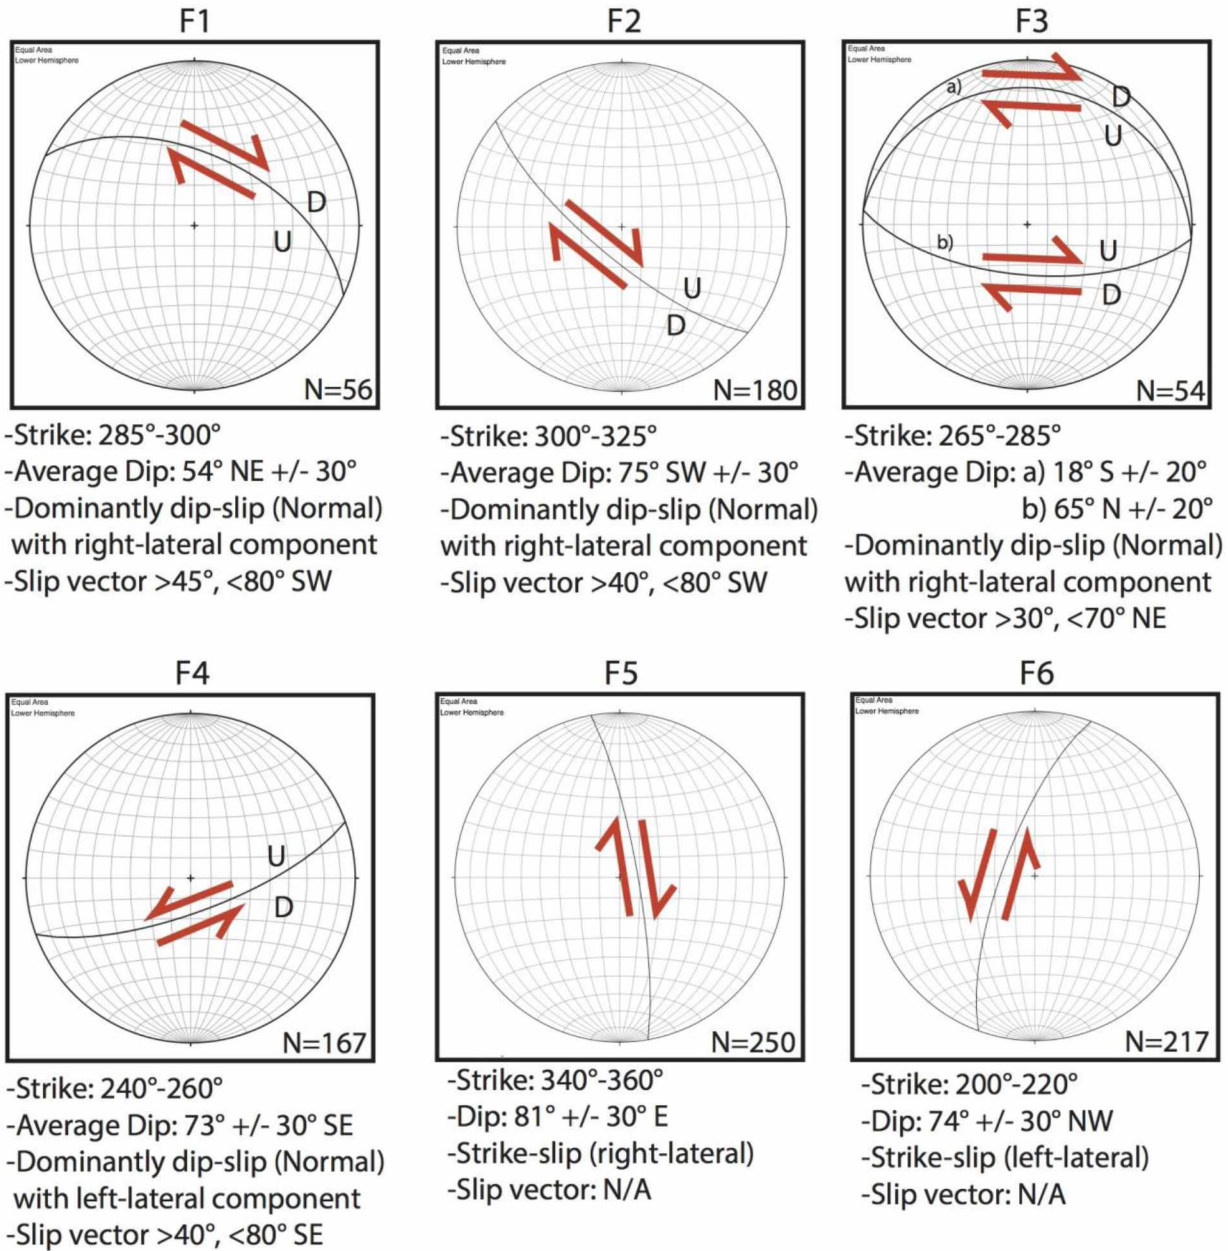 F1
F2
F3
Equal Area
Lower Hemisphere
D
U
N=56
Equal Area
Lower Hemisphere
U
D
N=180
Equal Area
Lower Hemisphere
a)
D
U
b)
U
D
N=54
-Strike: 285°-300°
-Average Dip: 54° NE +/- 30°
-Dominantly dip-slip (Normal)
with right-lateral component
-Slip vector >45°, <80° SW
-Strike: 300°-325°
-Average Dip: 75° SW +/- 30°
-Dominantly dip-slip (Normal)
with right-lateral component
-Slip vector >40°, <80° SW
-Strike: 265°-285°
-Average Dip: a) 18° S +/- 20°
b) 65° N +/- 20°
-Dominantly dip-slip (Normal)
with right-lateral component
-Slip vector >30°, <70° NE
F4
F5
F6
Equal Area
Lower Hemisphere
U
D
N=167
Equal Area
Lower Hemisphere
N=250
Equal Area
Lower Hemisphere
N=217
-Strike: 240°-260°
-Average Dip: 73° +/- 30° SE
-Dominantly dip-slip (Normal)
with left-lateral component
-Slip vector >40°, <80° SE
-Strike: 340°-360°
-Dip: 81° +/- 30° E
-Strike-slip (right-lateral)
-Slip vector: N/A
-Strike: 200°-220°
-Dip: 74° +/- 30° NW
-Strike-slip (left-lateral)
-Slip vector: N/A